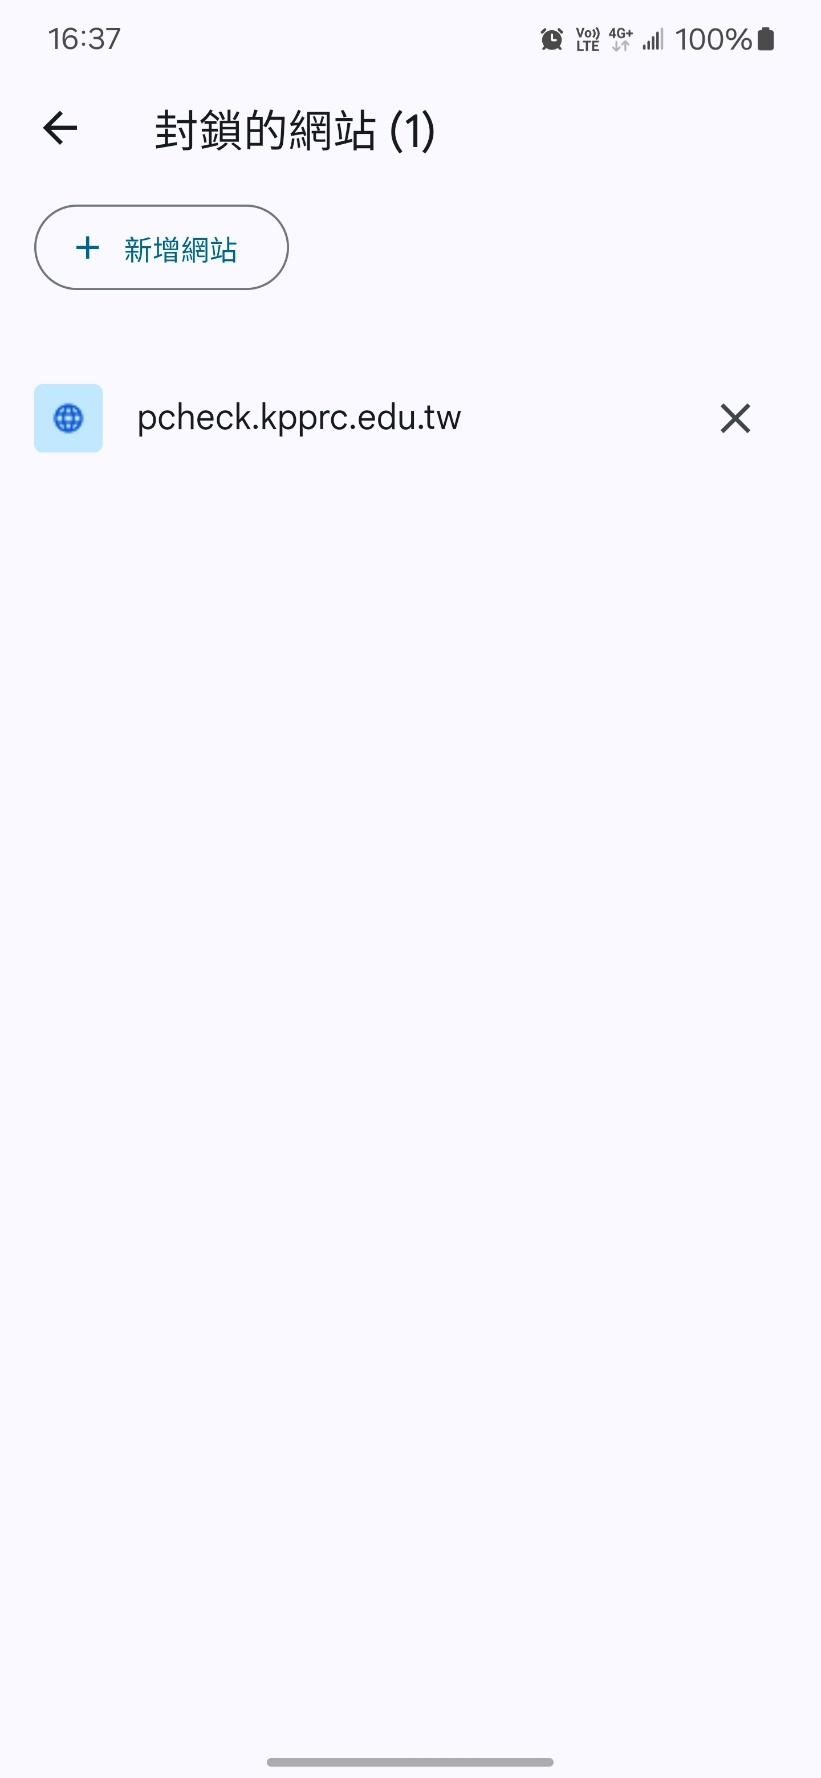 16:37 Vo)) LTE 4G+ 100%
封鎖的網站 (1)
+ 新增網站
pcheck.kpprc.edu.tw